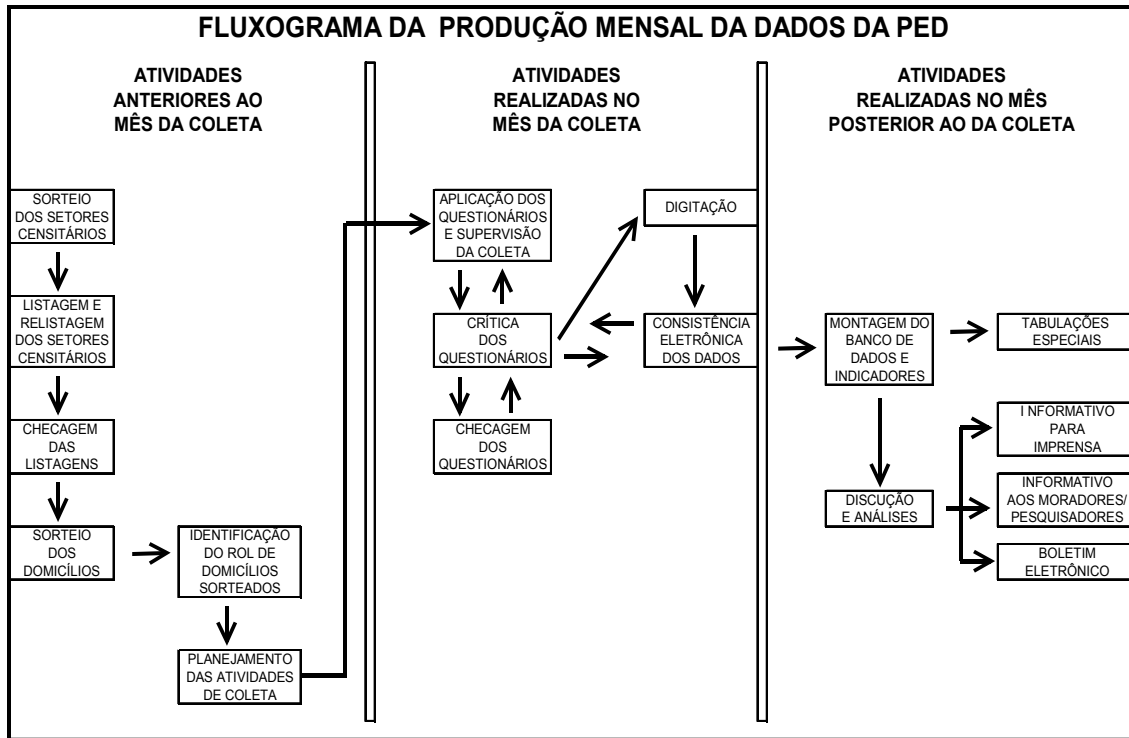 FLUXOGRAMA DA PRODUÇÃO MENSAL DA DADOS DA PED
ATIVIDADES
ANTERIORES AO
MÊS DA COLETA
SORTEIO
DOS SETORES
CENSITÁRIOS
LISTAGEM E
RELISTAGEM
DOS SETORES
CENSITÁRIOS
CHECAGEM
DAS
LISTAGENS
SORTEIO
DOS
DOMICÍLIOS
IDENTIFICAÇÃO
DO ROL DE
DOMICÍLIOS
SORTEADOS
PLANEJAMENTO
DAS ATIVIDADES
DE COLETA
ATIVIDADES
REALIZADAS NO
MÊS DA COLETA
APLICAÇÃO DOS
QUESTIONÁRIOS
E SUPERVISÃO
DA COLETA
CRÍTICA
DOS
QUESTIONÁRIOS
CHECAGEM
DOS
QUESTIONÁRIOS
DIGITAÇÃO
CONSISTÊNCIA
ELETRÔNICA
DOS DADOS
ATIVIDADES
REALIZADAS NO MÊS
POSTERIOR AO DA COLETA
MONTAGEM DO
BANCO DE
DADOS E
INDICADORES
TABULAÇÕES
ESPECIAIS
DISCUÇÃO
E ANÁLISES
I NFORMATIVO
PARA
IMPRENSA
INFORMATIVO
AOS MORADORES/
PESQUISADORES
BOLETIM
ELETRÔNICO